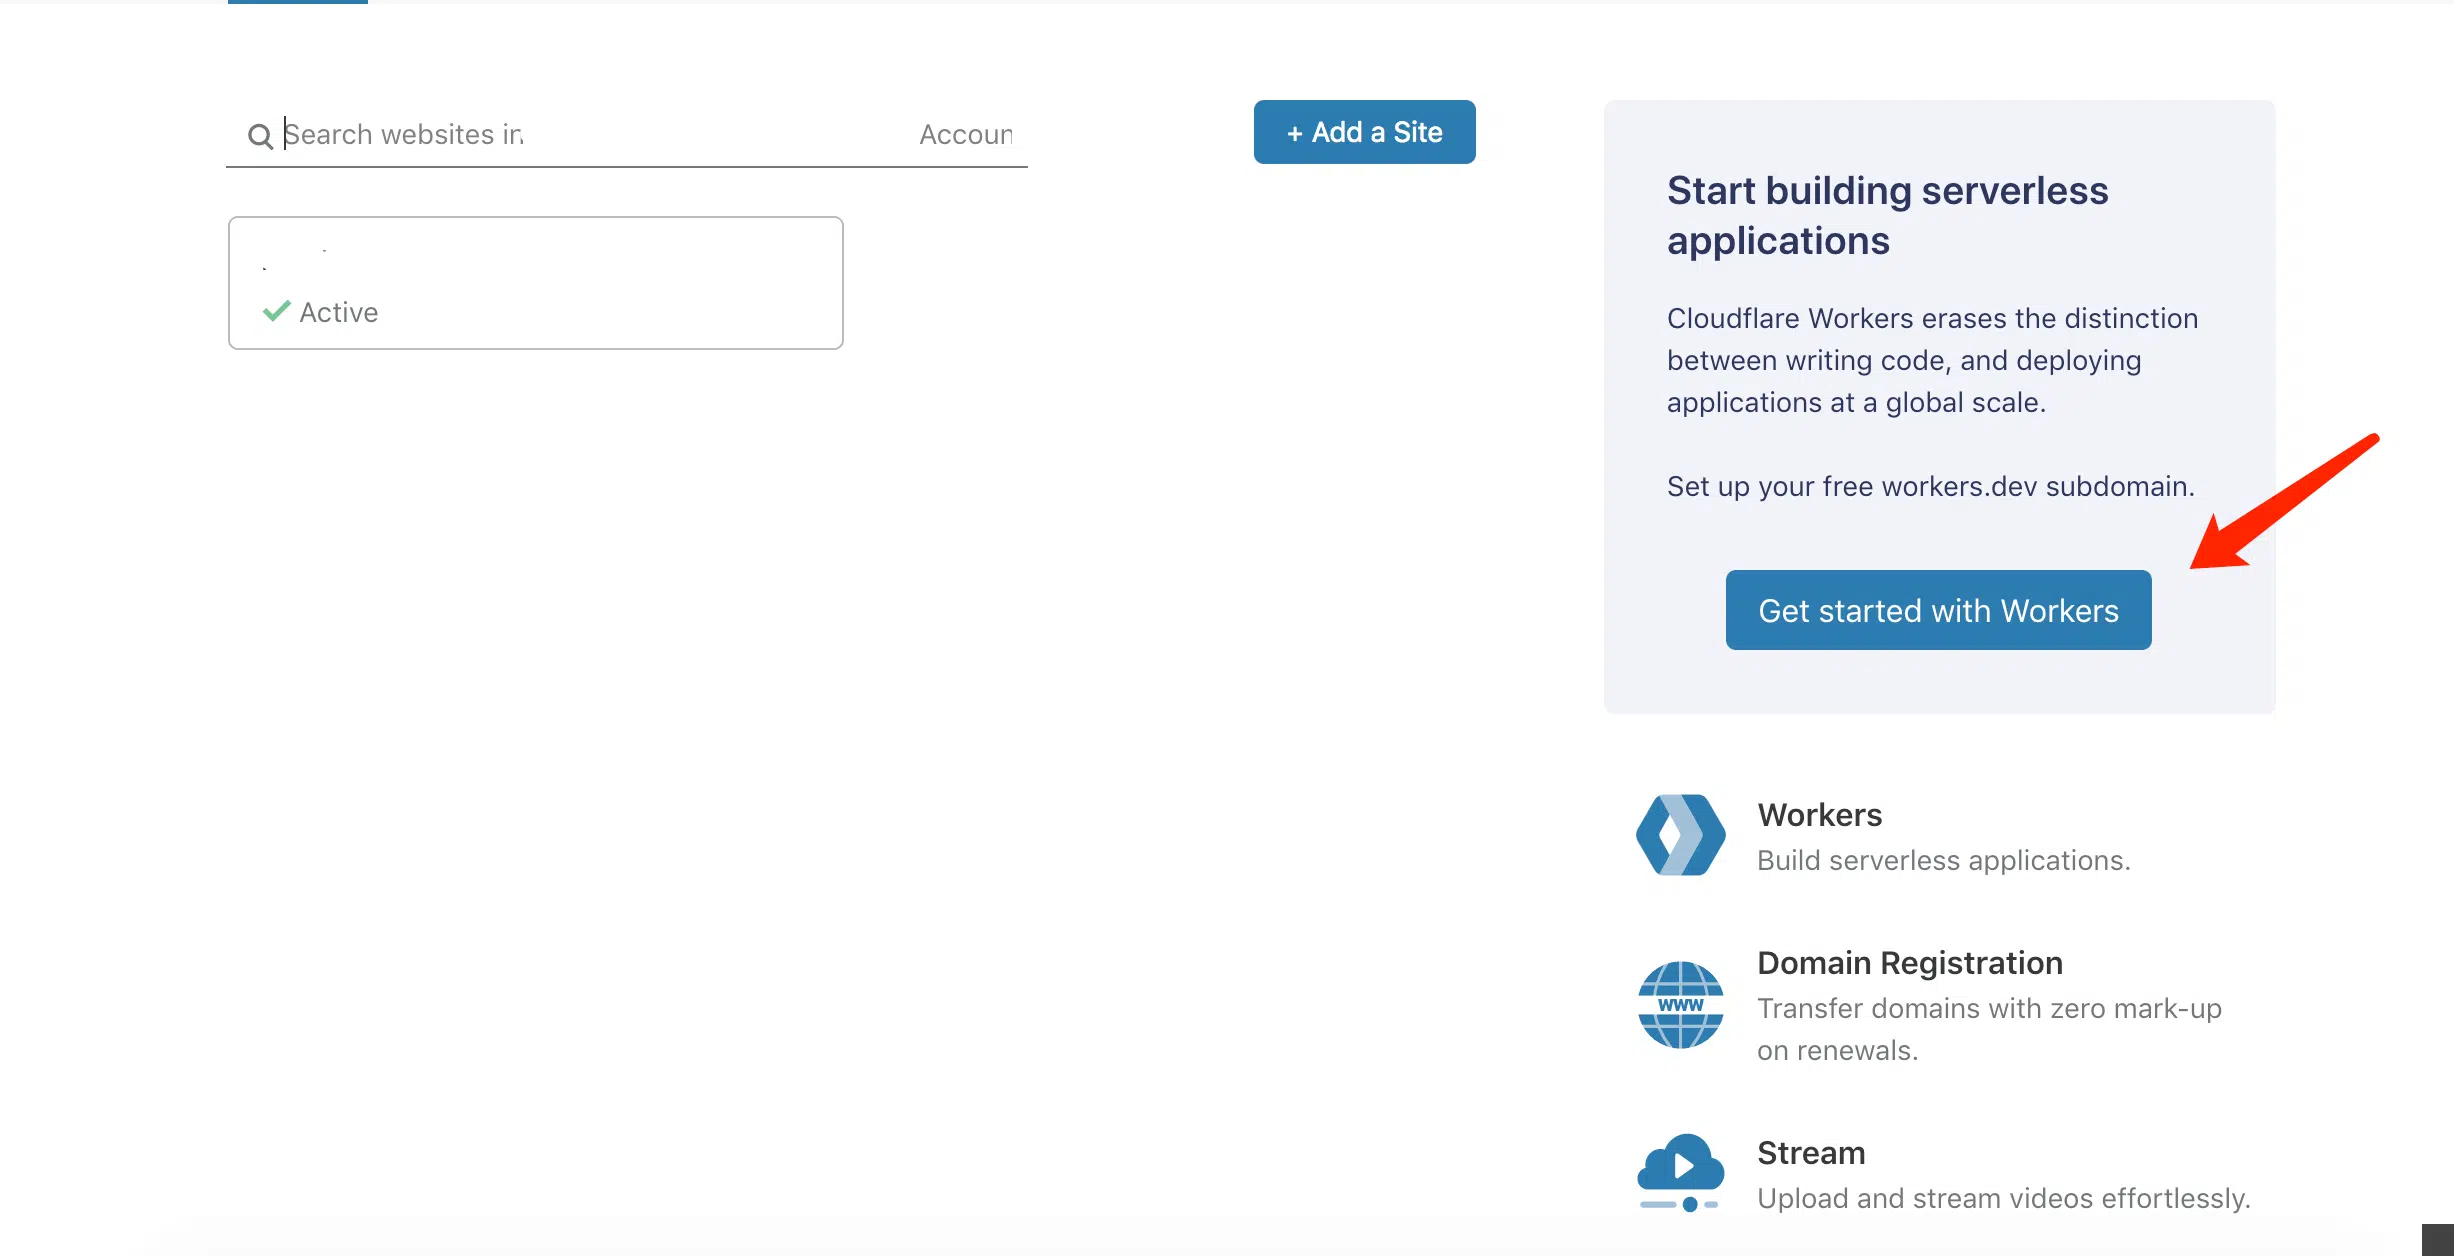 Search websites in
Accoun
+ Add a Site
Active
Start building serverless
applications
Cloudflare Workers erases the distinction
between writing code, and deploying
applications at a global scale.
Set up your free workers.dev subdomain.
Get started with Workers
Workers
Build serverless applications.
www
Domain Registration
Transfer domains with zero mark-up
on renewals.
Stream
Upload and stream videos effortlessly.